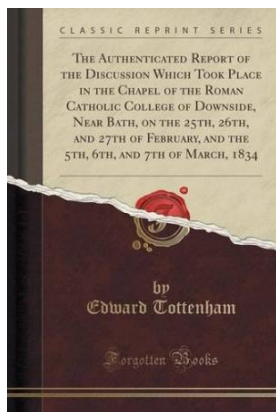 CLASSIC REPRINT SERIES
THE AUTHENTICATED REPORT OF
THE DISCUSSION WHICH TOOK PLACE
IN THE CHAPEL OF THE ROMAN
CATHOLIC COLLEGE OF DOWNSIDE,
NEAR BATH, ON THE 25TH, 26TH,
AND 27TH OF FEBRUARY, AND THE
5TH, 6TH, AND 7TH OF MARCH, 1834
F
by
Edward Tottenham
Forgotten Books